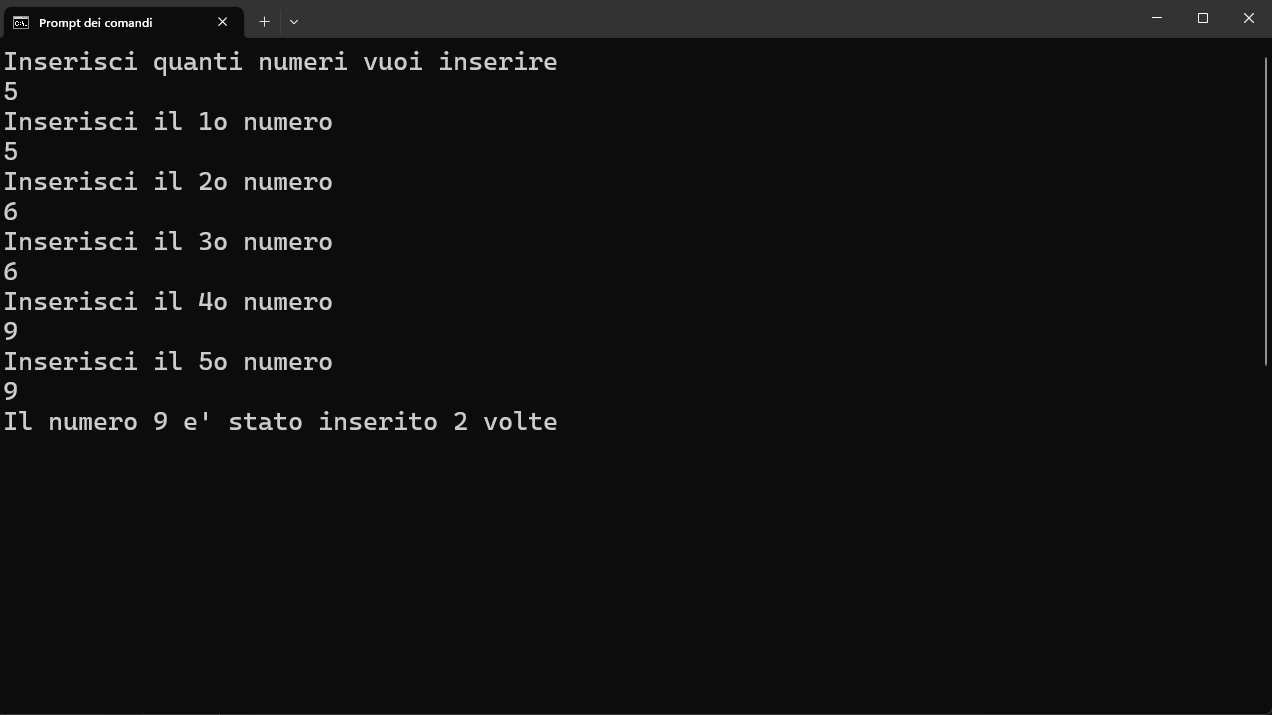 Prompt dei comandi
Inserisci quanti numeri vuoi inserire
5
Inserisci il 1o numero
5
Inserisci il 2o numero
6
Inserisci il 3o numero
6
Inserisci il 4o numero
9
Inserisci il 5o numero
9
Il numero 9 e' stato inserito 2 volte